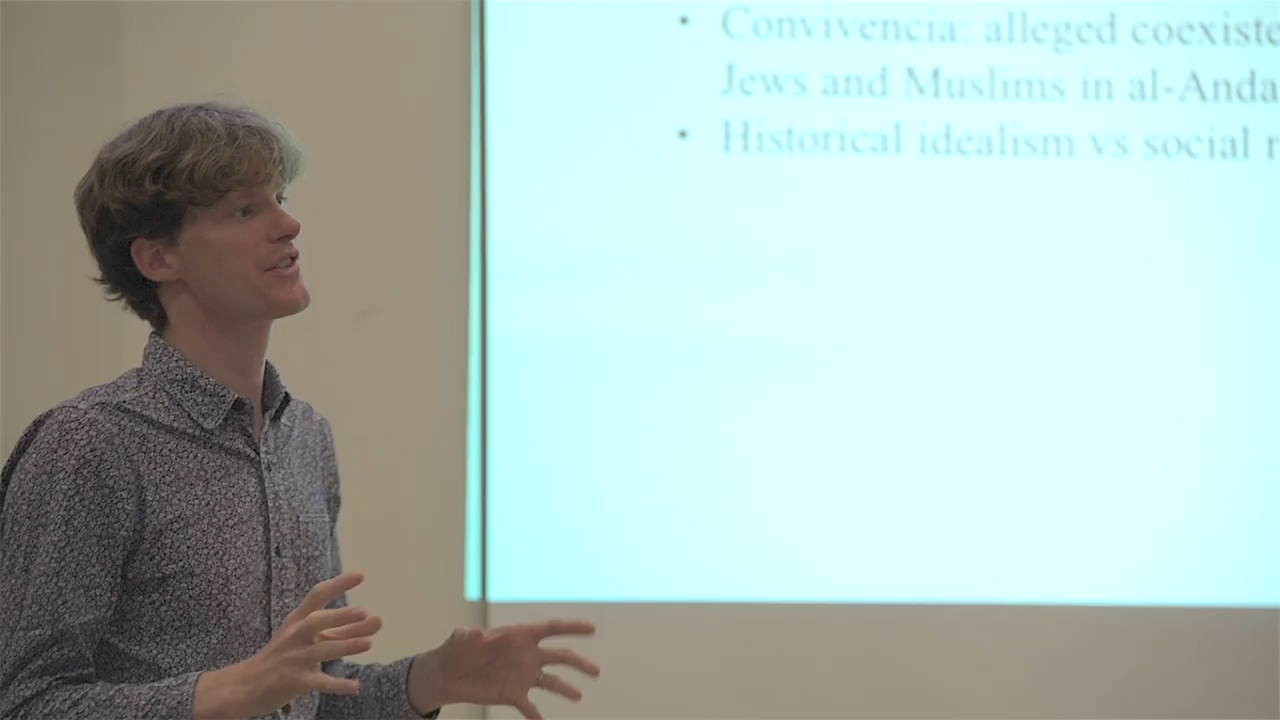 • Convivencia: alleged coexiste
Jews and Muslims in al-Anda
• Historical idealism vs social r